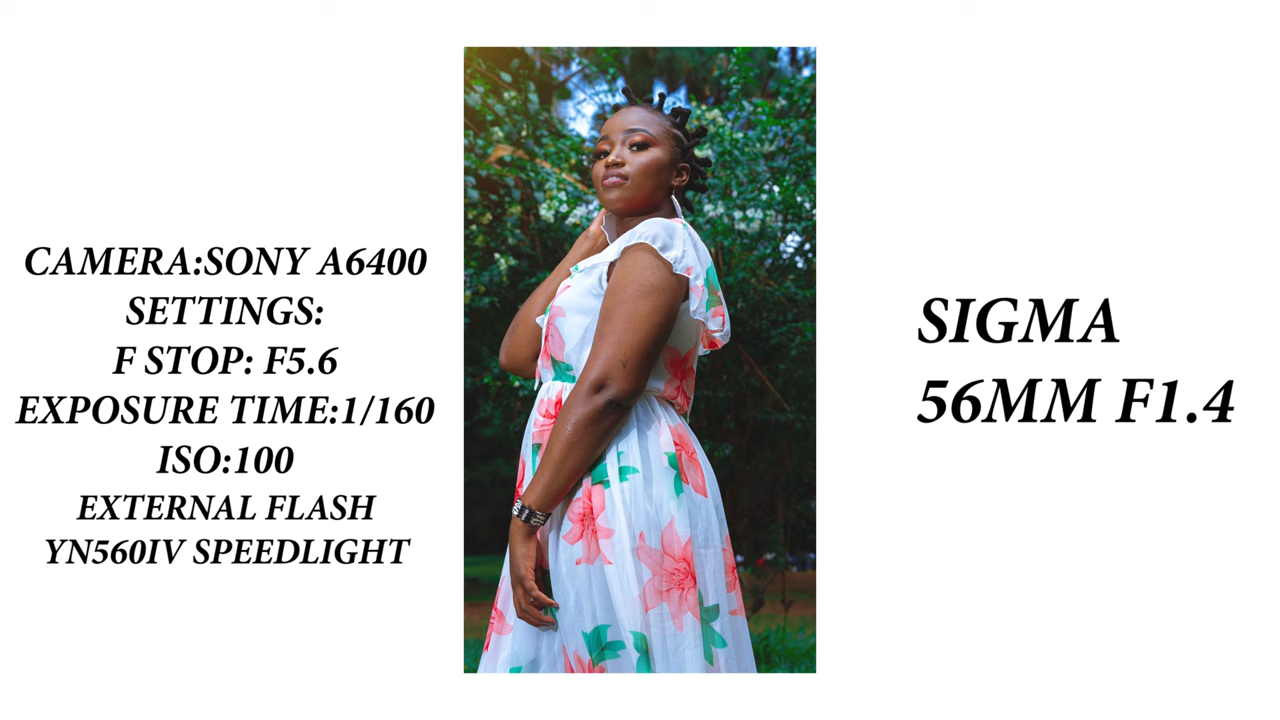 CAMERA:SONY A6400
SETTINGS:
F STOP: F5.6
EXPOSURE TIME:1/160
ISO:100
EXTERNAL FLASH
YN560IV SPEEDLIGHT
SIGMA
56MM F1.4